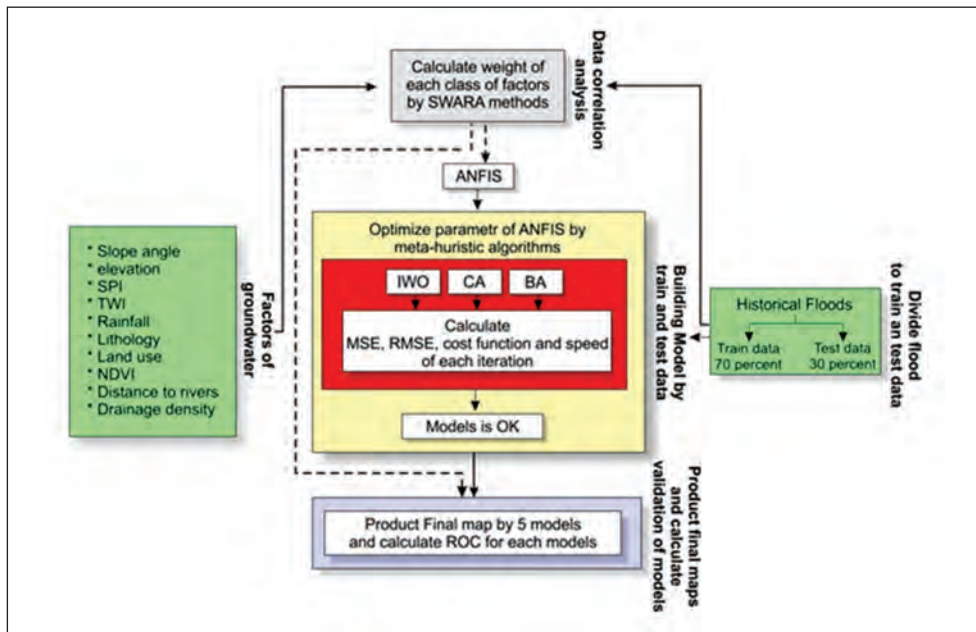 Calculate weight of
each class of factors
by SWARA methods
Data correlation
analysis
ANFIS
Optimize parametr of ANFIS by
meta-huristic algorithms
IWO
CA
BA
Calculate
MSE, RMSE, cost function and speed
of each iteration
Models is OK
Building Model by
train and test data
Slope angle
elevation
SPI
TWI
Rainfall
Lithology
Land use
NDVI
Distance to rivers
Drainage density
Factors of
groundwater
Historical Floods
Train data
70 percent
Test data
30 percent
Divide flood
to train an test data
Product Final map by 5 models
and calculate ROC for each models
Product final maps
and calculate
validation of models